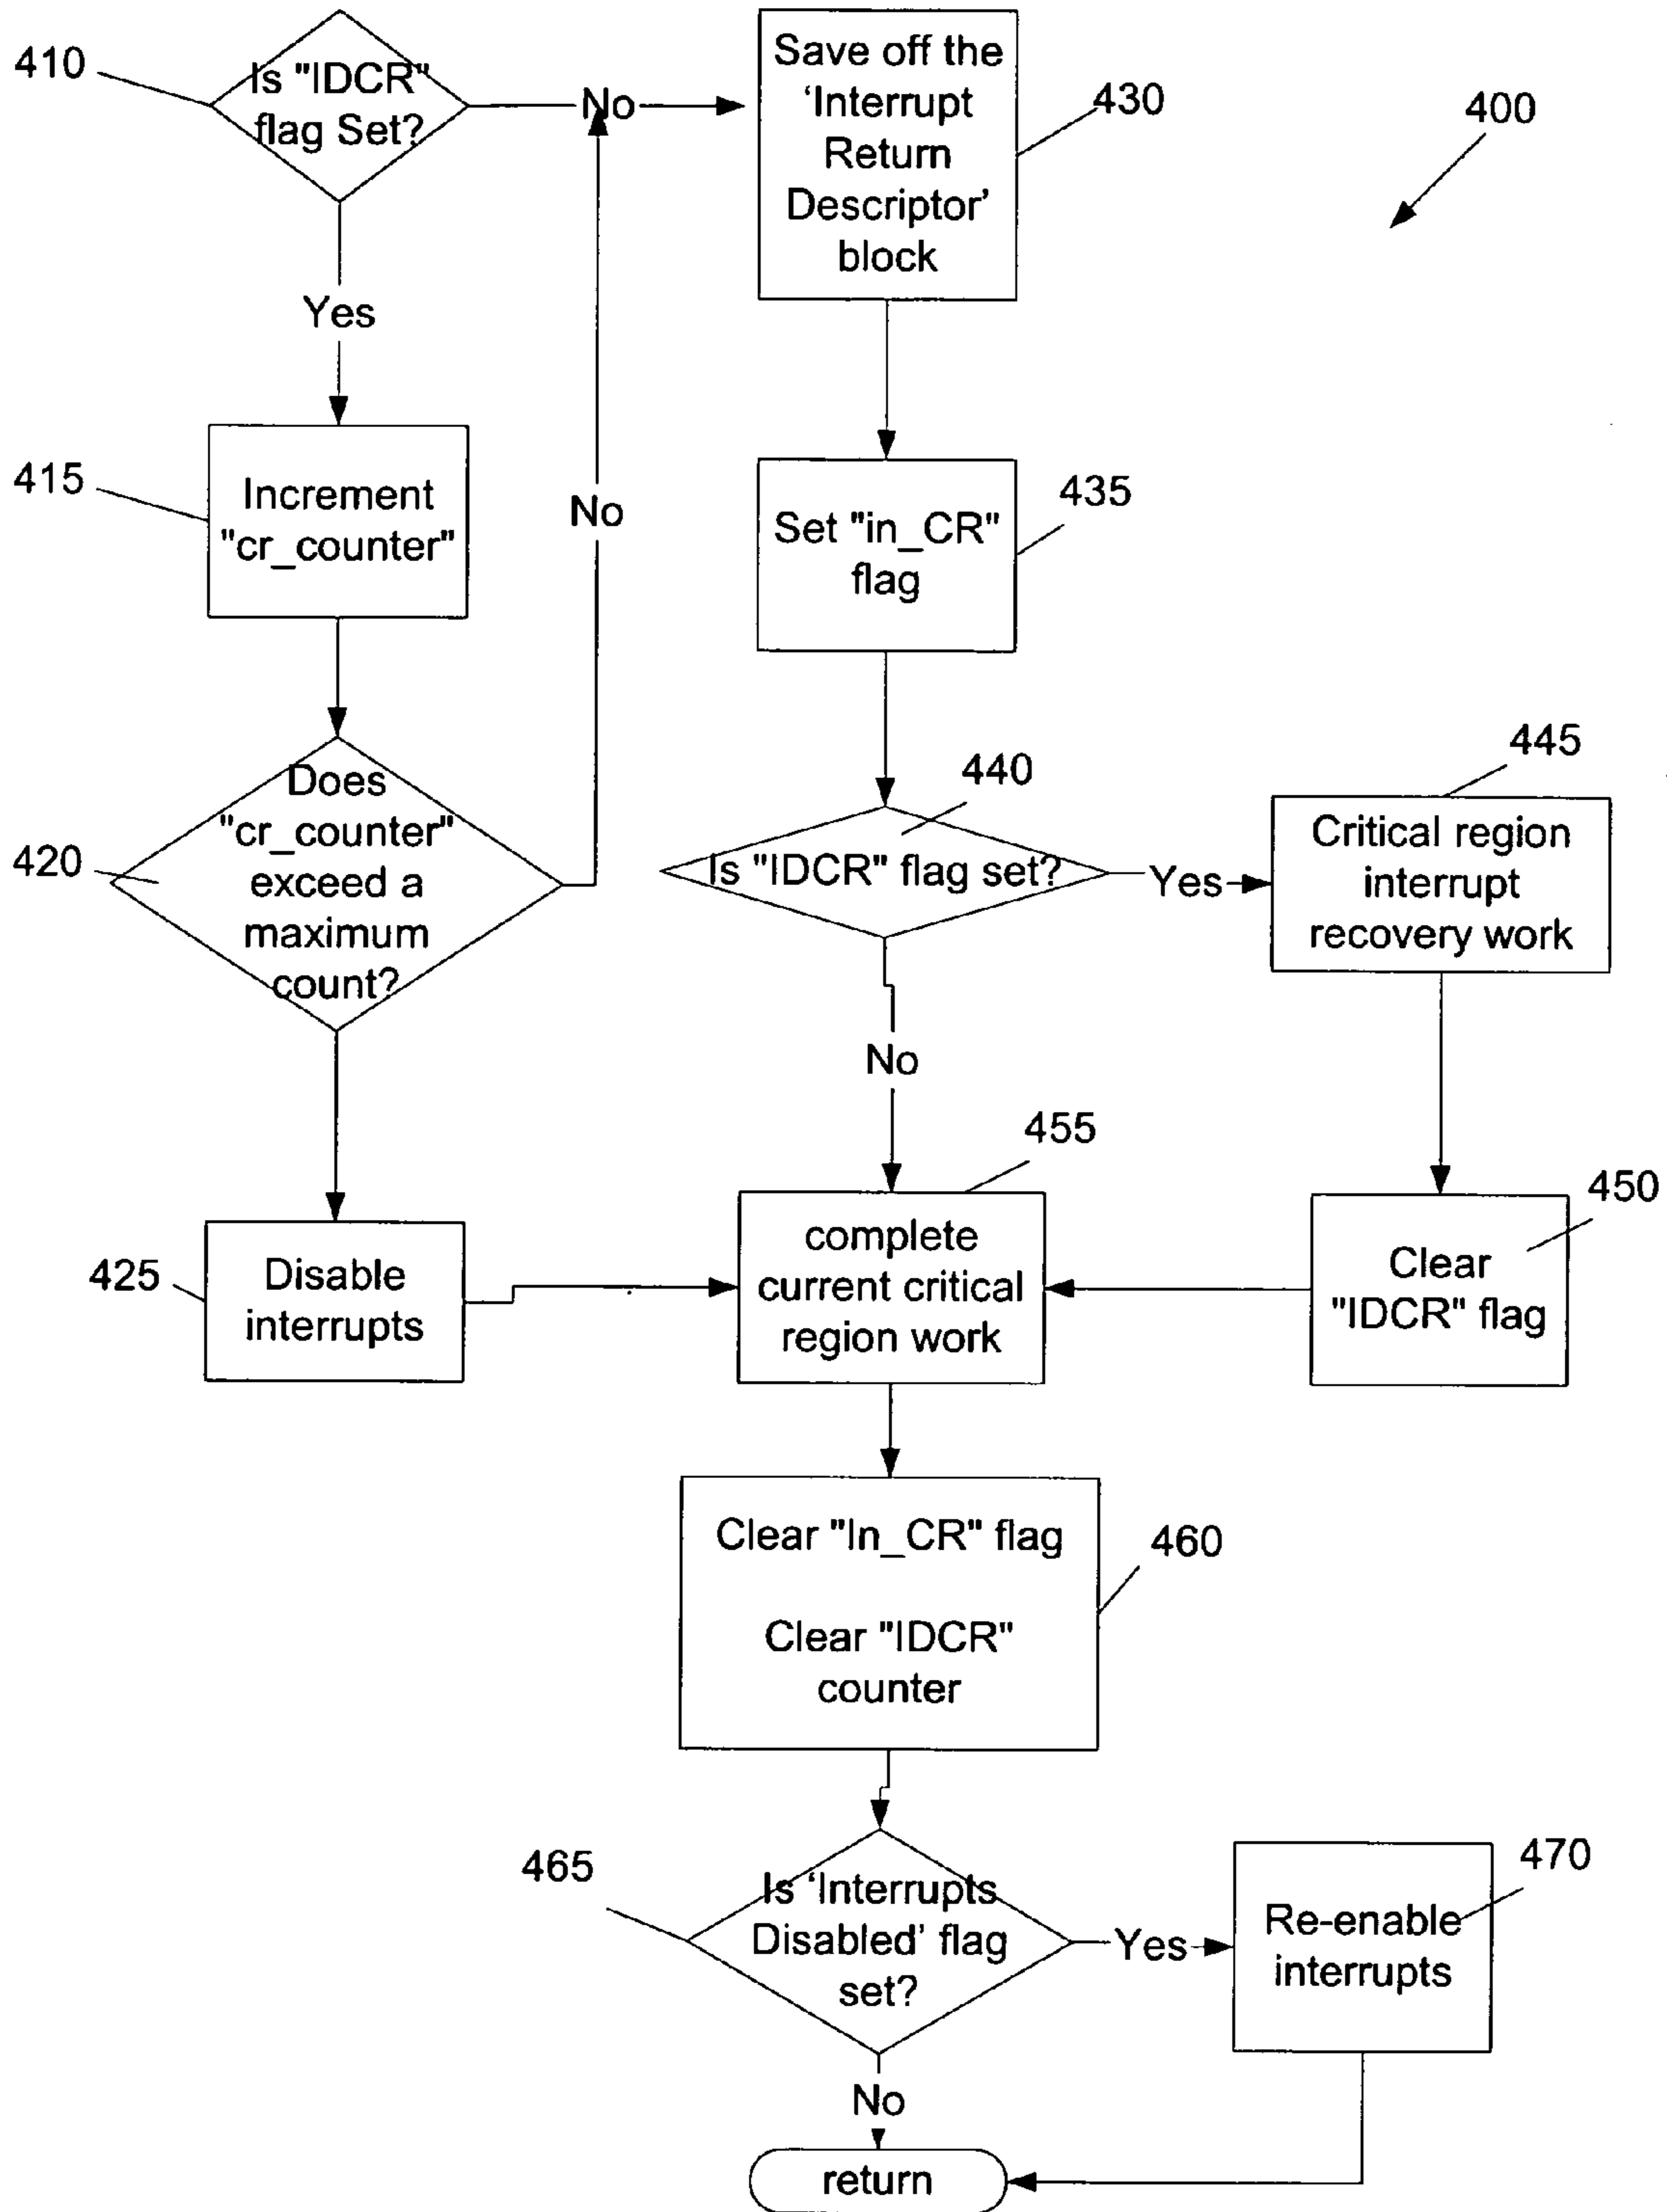 410
Is "IDCR"
flag Set?
No
Save off the
‘Interrupt
Return
Descriptor’
block
430
400
Yes
415
Increment
"cr_counter"
No
Set "in_CR"
flag
435
420
Does
"cr_counter"
exceed a
maximum
count?
440
Is "IDCR" flag set?
Yes
445
Critical region
interrupt
recovery work
No
425
Disable
interrupts
455
complete
current critical
region work
450
Clear
"IDCR" flag
Clear "In_CR" flag
Clear "IDCR"
counter
460
465
Is ‘Interrupts
Disabled’ flag
set?
Yes
470
Re-enable
interrupts
No
return